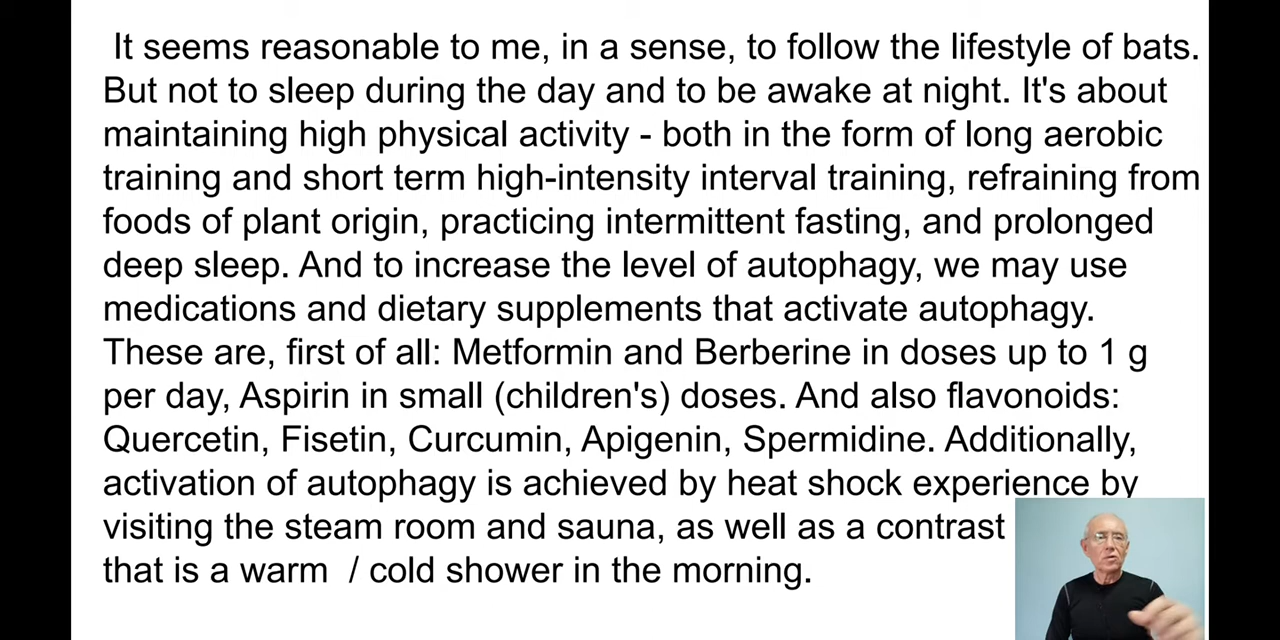 It seems reasonable to me, in a sense, to follow the lifestyle of bats.
But not to sleep during the day and to be awake at night. It's about
maintaining high physical activity - both in the form of long aerobic
training and short term high-intensity interval training, refraining from
foods of plant origin, practicing intermittent fasting, and prolonged
deep sleep. And to increase the level of autophagy, we may use
medications and dietary supplements that activate autophagy.
These are, first of all: Metformin and Berberine in doses up to 1 g
per day, Aspirin in small (children's) doses. And also flavonoids:
Quercetin, Fisetin, Curcumin, Apigenin, Spermidine. Additionally,
activation of autophagy is achieved by heat shock experience by
visiting the steam room and sauna, as well as a contrast
that is a warm / cold shower in the morning.